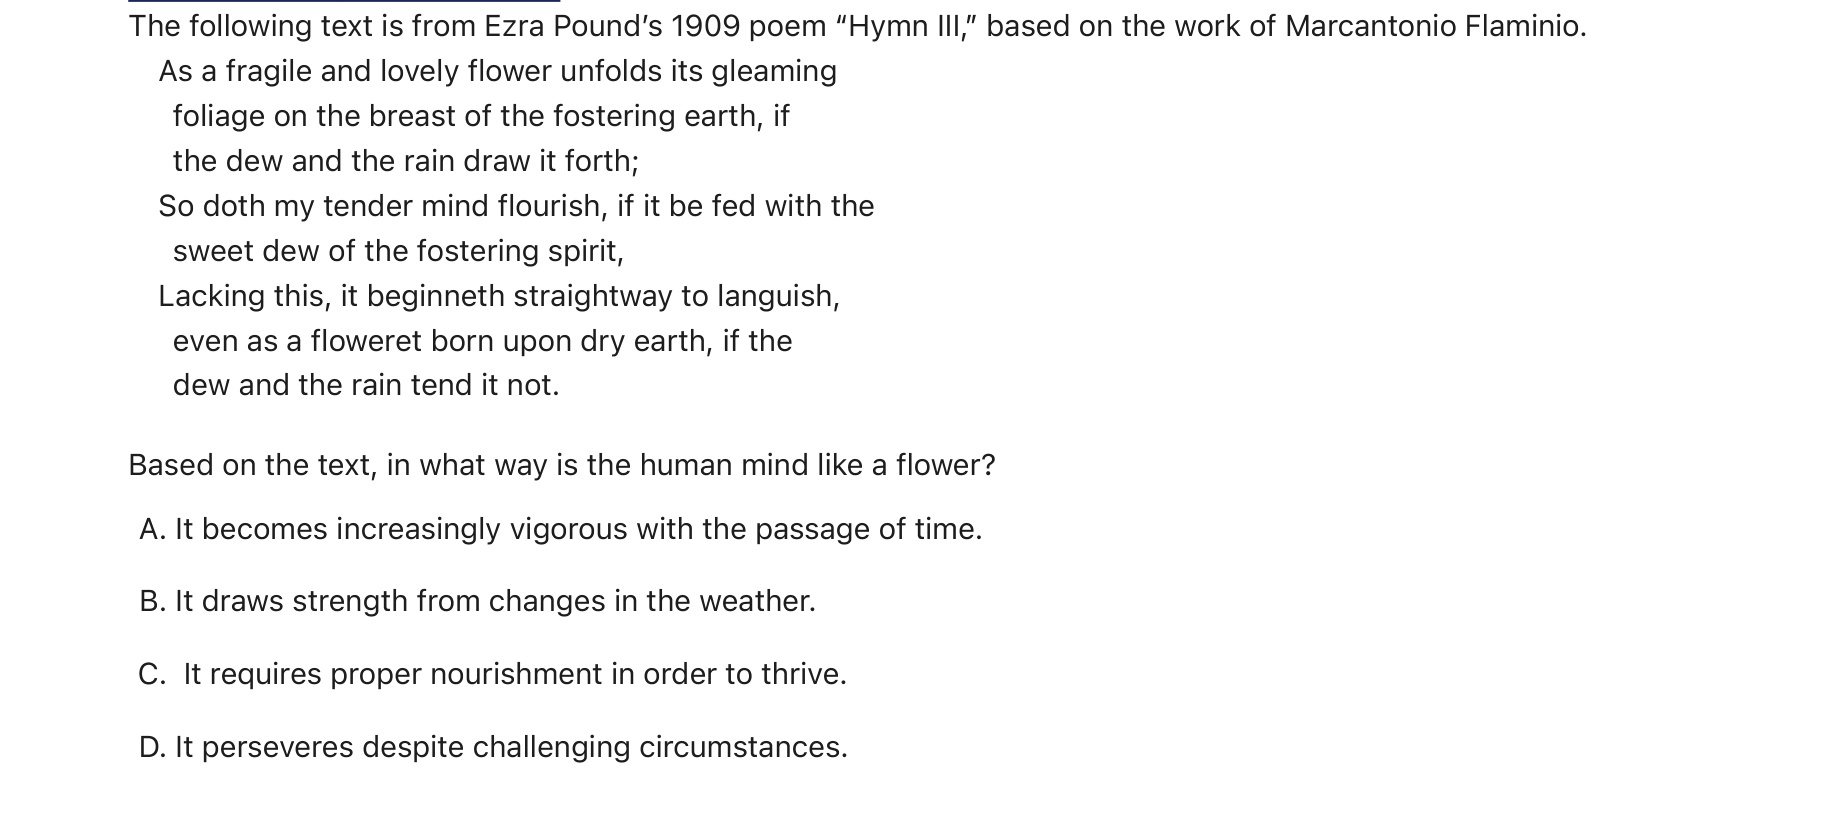 The following text is from Ezra Pound’s 1909 poem “Hymn III,” based on the work of Marcantonio Flaminio.
As a fragile and lovely flower unfolds its gleaming
foliage on the breast of the fostering earth, if
the dew and the rain draw it forth;
So doth my tender mind flourish, if it be fed with the
sweet dew of the fostering spirit,
Lacking this, it beginneth straightway to languish,
even as a floweret born upon dry earth, if the
dew and the rain tend it not.
Based on the text, in what way is the human mind like a flower?
A. It becomes increasingly vigorous with the passage of time.
B. It draws strength from changes in the weather.
C. It requires proper nourishment in order to thrive.
D. It perseveres despite challenging circumstances.